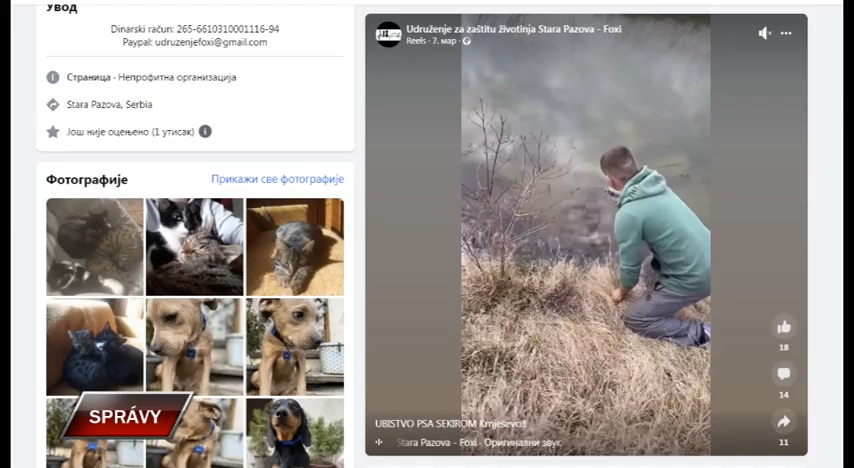 Увод
Dinarski račun: 265-6610310001116-94
Paypal: udruzenjefoxi@gmail.com
Страница · Непрофитна организација
Stara Pazova, Serbia
Још није оцењено (1 утисак)
Фотографије
Прикажи све фотографије
SPRÁVY
Udruženje za zaštitu životinja Stara Pazova - Foxi
Reels · 7. мар ·
18
14
11
UBISTVO PSA SEKIROM Krnješevci!
Stara Pazova - Foxi · Оригинални звук